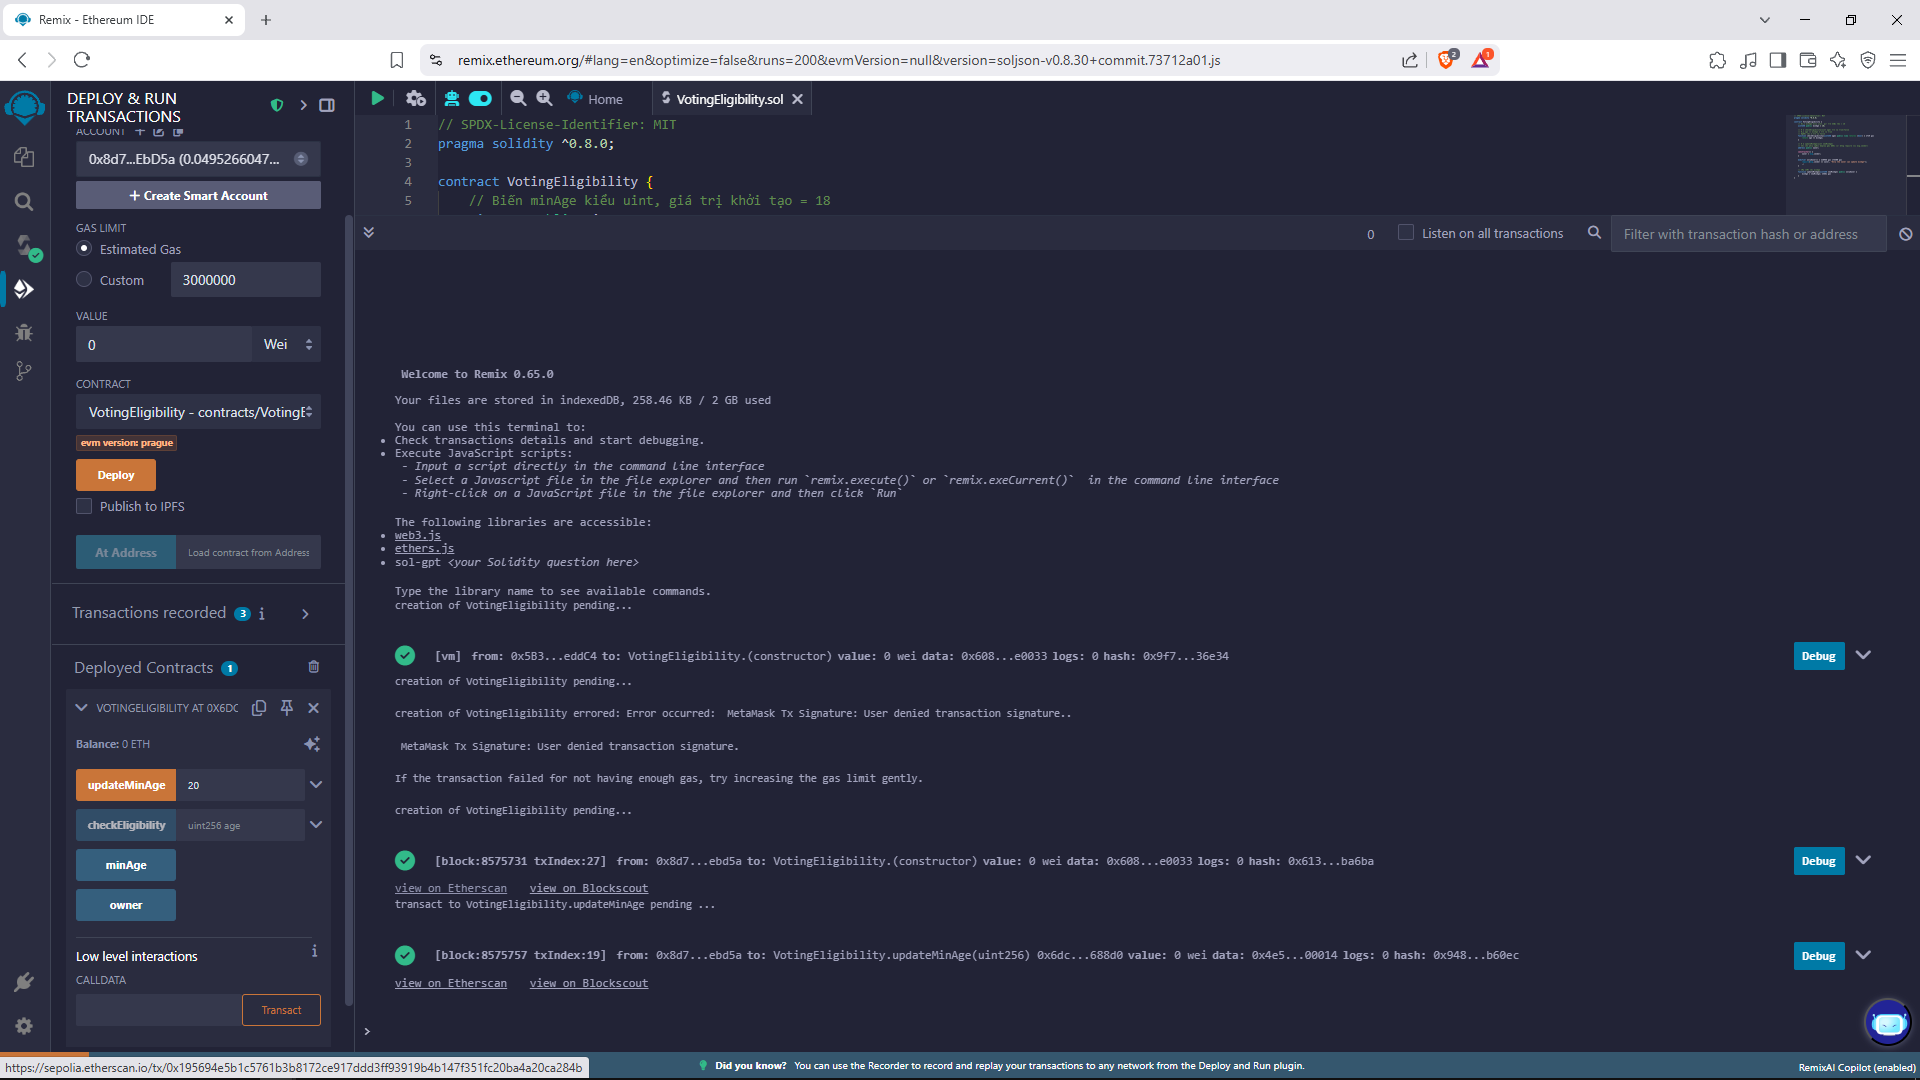 Remix - Ethereum IDE
remix.ethereum.org/#lang=en&optimize=false&runs=200&evmVersion=null&version=soljson-v0.8.30+commit.73712a01.js
2
1
DEPLOY & RUN
TRANSACTIONS
ACCOUNT
0x8d7...EbD5a (0.0495266047...
+ Create Smart Account
GAS LIMIT
Estimated Gas
Custom
3000000
VALUE
0
Wei
CONTRACT
VotingEligibility - contracts/VotingE
evm version: prague
Deploy
Publish to IPFS
At Address
Load contract from Address
Transactions recorded 3 i
Deployed Contracts 1
VOTINGELIGIBILITY AT 0X6DC
Balance: 0 ETH
updateMinAge
20
checkEligibility
uint256 age
minAge
owner
Low level interactions
i
CALLDATA
Transact
Home
VotingEligibility.sol
1 // SPDX-License-Identifier: MIT
2 pragma solidity ^0.8.0;
3
4 contract VotingEligibility {
5 // Biến minAge kiểu uint, giá trị khởi tạo = 18
0
Listen on all transactions
Filter with transaction hash or address
Welcome to Remix 0.65.0
Your files are stored in indexedDB, 258.46 KB / 2 GB used
You can use this terminal to:
• Check transactions details and start debugging.
• Execute JavaScript scripts:
- Input a script directly in the command line interface
- Select a Javascript file in the file explorer and then run `remix.execute()` or `remix.exeCurrent()` in the command line interface
- Right-click on a JavaScript file in the file explorer and then click `Run`
The following libraries are accessible:
• web3.js
• ethers.js
• sol-gpt <your Solidity question here>
Type the library name to see available commands.
creation of VotingEligibility pending...
[vm] from: 0x5B3...eddC4 to: VotingEligibility.(constructor) value: 0 wei data: 0x608...e0033 logs: 0 hash: 0x9f7...36e34
Debug
creation of VotingEligibility pending...
creation of VotingEligibility errored: Error occurred: MetaMask Tx Signature: User denied transaction signature..
MetaMask Tx Signature: User denied transaction signature.
If the transaction failed for not having enough gas, try increasing the gas limit gently.
creation of VotingEligibility pending...
[block:8575731 txIndex:27] from: 0x8d7...ebd5a to: VotingEligibility.(constructor) value: 0 wei data: 0x608...e0033 logs: 0 hash: 0x613...ba6ba
Debug
view on Etherscan view on Blockscout
transact to VotingEligibility.updateMinAge pending ...
[block:8575757 txIndex:19] from: 0x8d7...ebd5a to: VotingEligibility.updateMinAge(uint256) 0x6dc...688d0 value: 0 wei data: 0x4e5...00014 logs: 0 hash: 0x948...b60ec
Debug
view on Etherscan view on Blockscout
>
https://sepolia.etherscan.io/tx/0x195694e5b1c5761b3b8172ce917ddd3ff93919b4b147f351fc20ba4a20ca284b
Did you know? You can use the Recorder to record and replay your transactions to any network from the Deploy and Run plugin.
RemixAI Copilot (enabled)